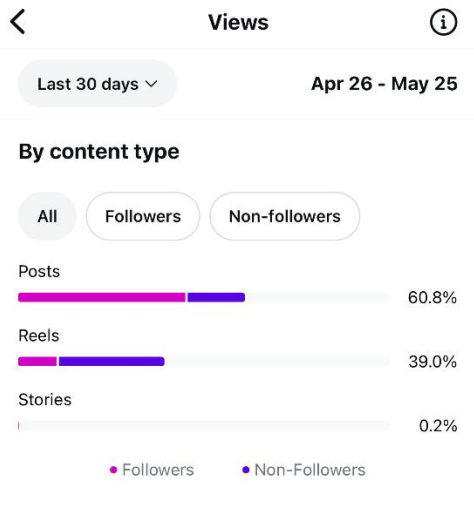 Views
Last 30 days
Apr 26 - May 25
By content type
All Followers Non-followers
Posts
60.8%
Reels
39.0%
Stories
0.2%
Followers Non-Followers